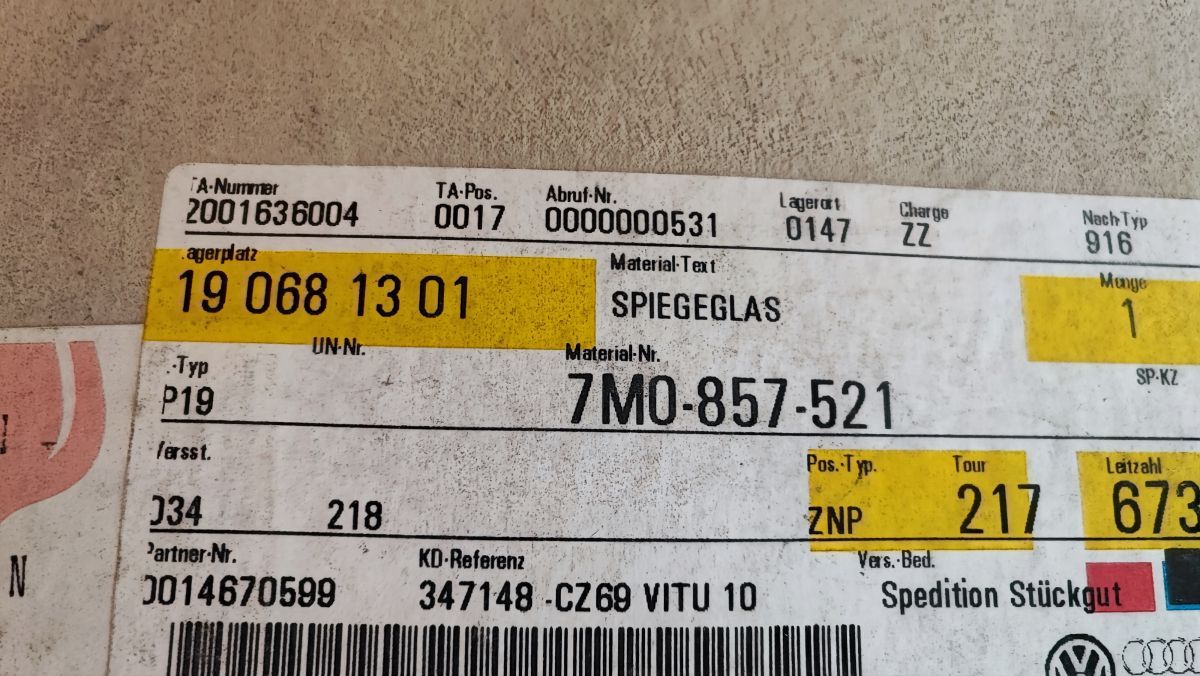 TA-Nummer TA-Pos. Abruf-Nr. Lagerort Charge Nach-Typ
2001636004 0017 0000000531 0147 ZZ 916
Lagerplatz Material-Text Menge
19 068 13 01 SPIEGEGLAS 1
UN-Nr. Material-Nr. SP-KZ
.-Typ
P19 7M0-857-521
Versst. Pos.-Typ. Tour Leitzahl
034 218 ZNP 217 673
Partner-Nr. KD-Referenz Vers.-Bed.
0014670599 347148 -CZ69 VITU 10 Spedition Stückgut
N